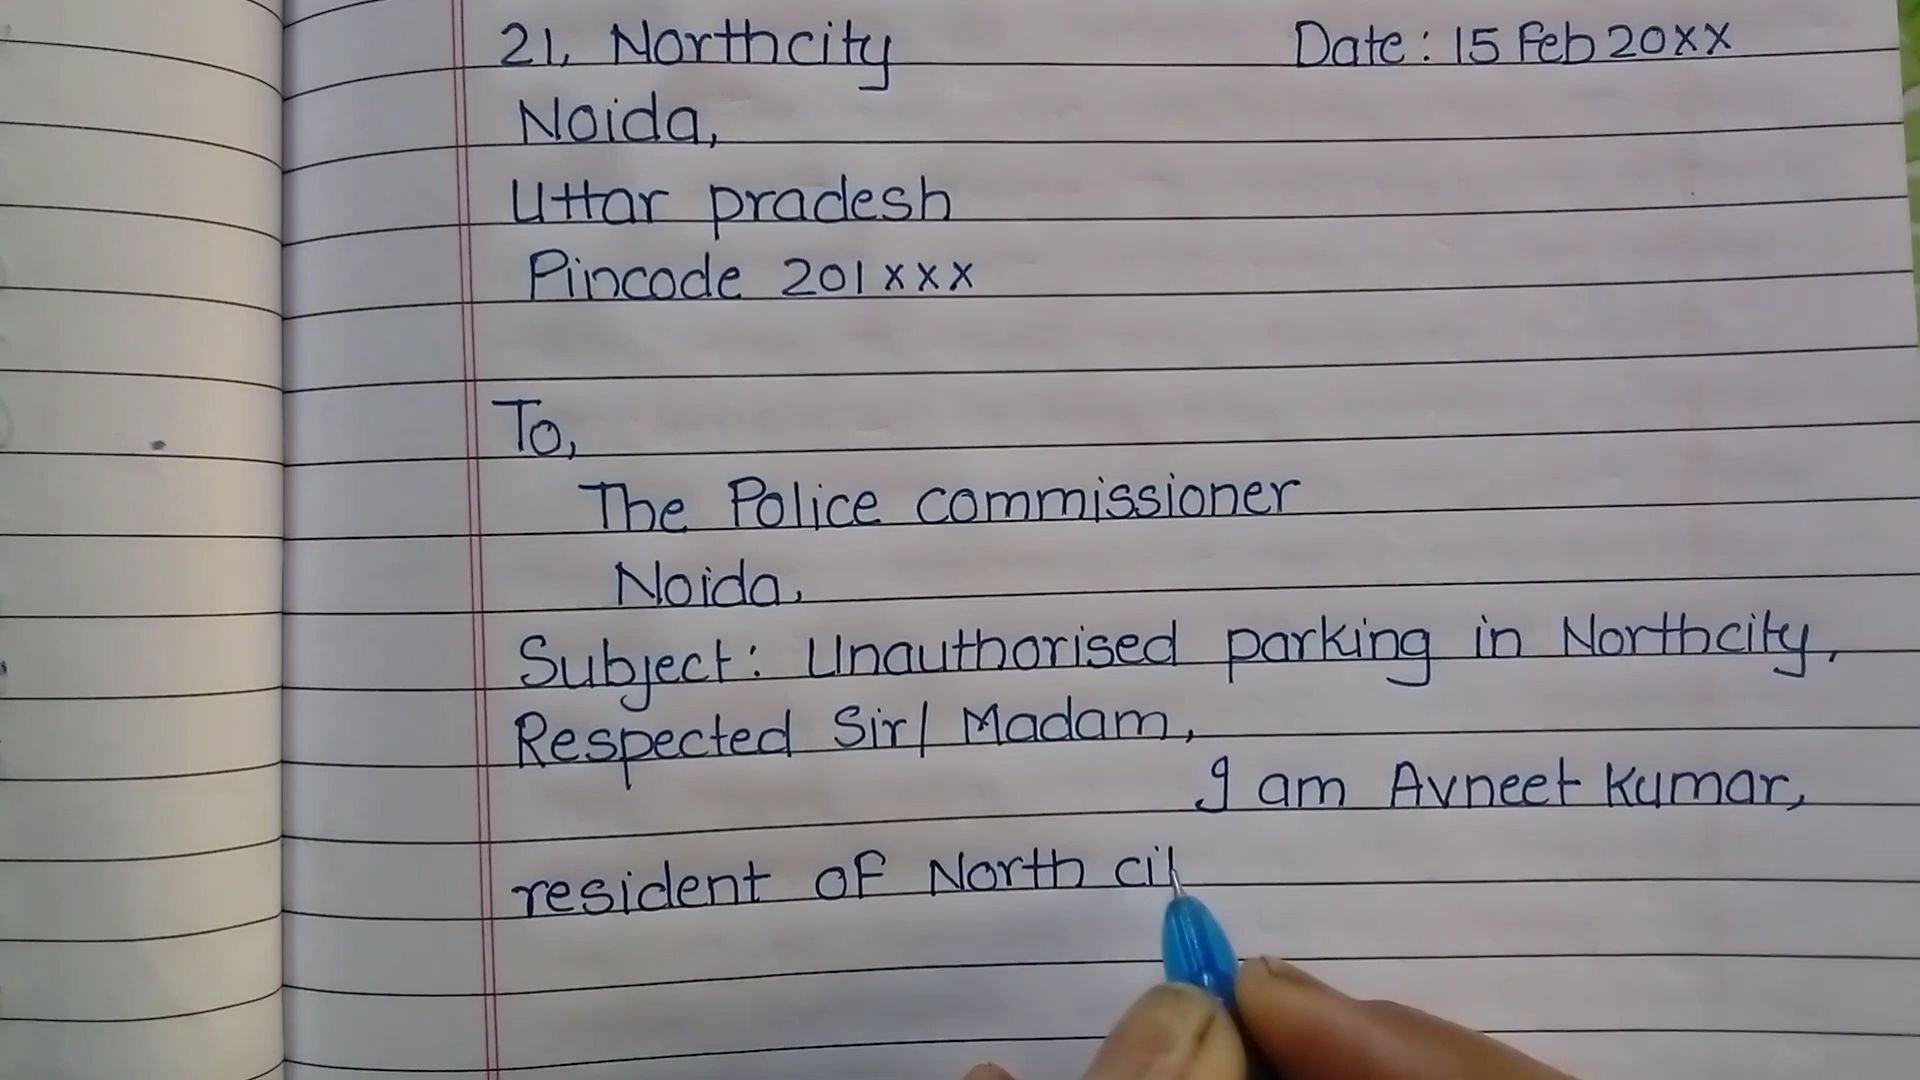 21, Northcity Date: 15 Feb 20xx
Noida,
Uttar pradesh
Pincode 201xxx
To,
The Police commissioner
Noida,
Subject: Unauthorised parking in Northcity,
Respected Sir/ Madam,
I am Avneet Kumar,
resident of North cit